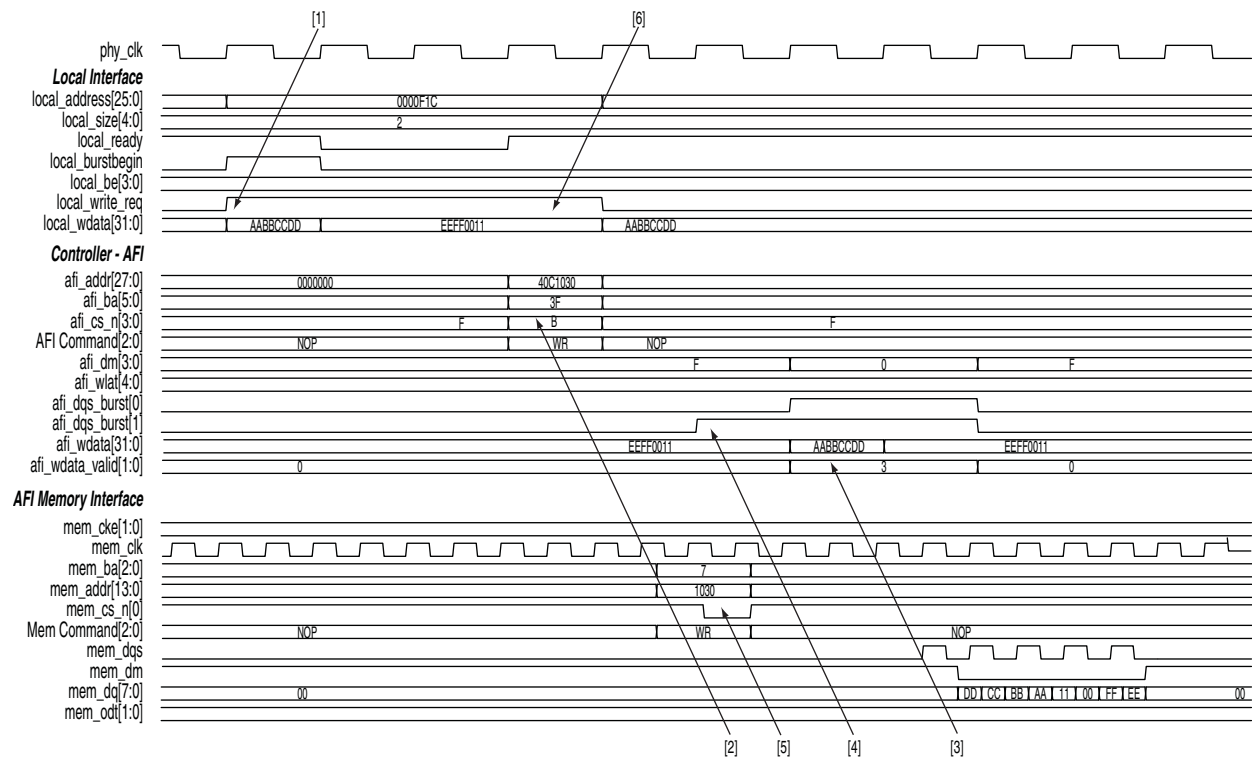 [1] [6]
phy_clk
Local Interface
local_address[25:0] 0000F1C
local_size[4:0] 2
local_ready
local_burstbegin
local_be[3:0]
local_write_req
local_wdata[31:0] AABBCCDD EEFF0011 AABBCCDD
Controller - AFI
afi_addr[27:0] 0000000 40C1030
afi_ba[5:0] 3F
afi_cs_n[3:0] F B F
AFI Command[2:0] NOP WR NOP
afi_dm[3:0] F 0 F
afi_wlat[4:0]
afi_dqs_burst[0]
afi_dqs_burst[1]
afi_wdata[31:0] EEFF0011 AABBCCDD EEFF0011
afi_wdata_valid[1:0] 0 3 0
AFI Memory Interface
mem_cke[1:0]
mem_clk
mem_ba[2:0] 7
mem_addr[13:0] 1030
mem_cs_n[0]
Mem Command[2:0] NOP WR NOP
mem_dqs
mem_dm
mem_dq[7:0] 00 DD CC BB AA 11 00 FF EE 00
mem_odt[1:0]
[2] [5] [4] [3]